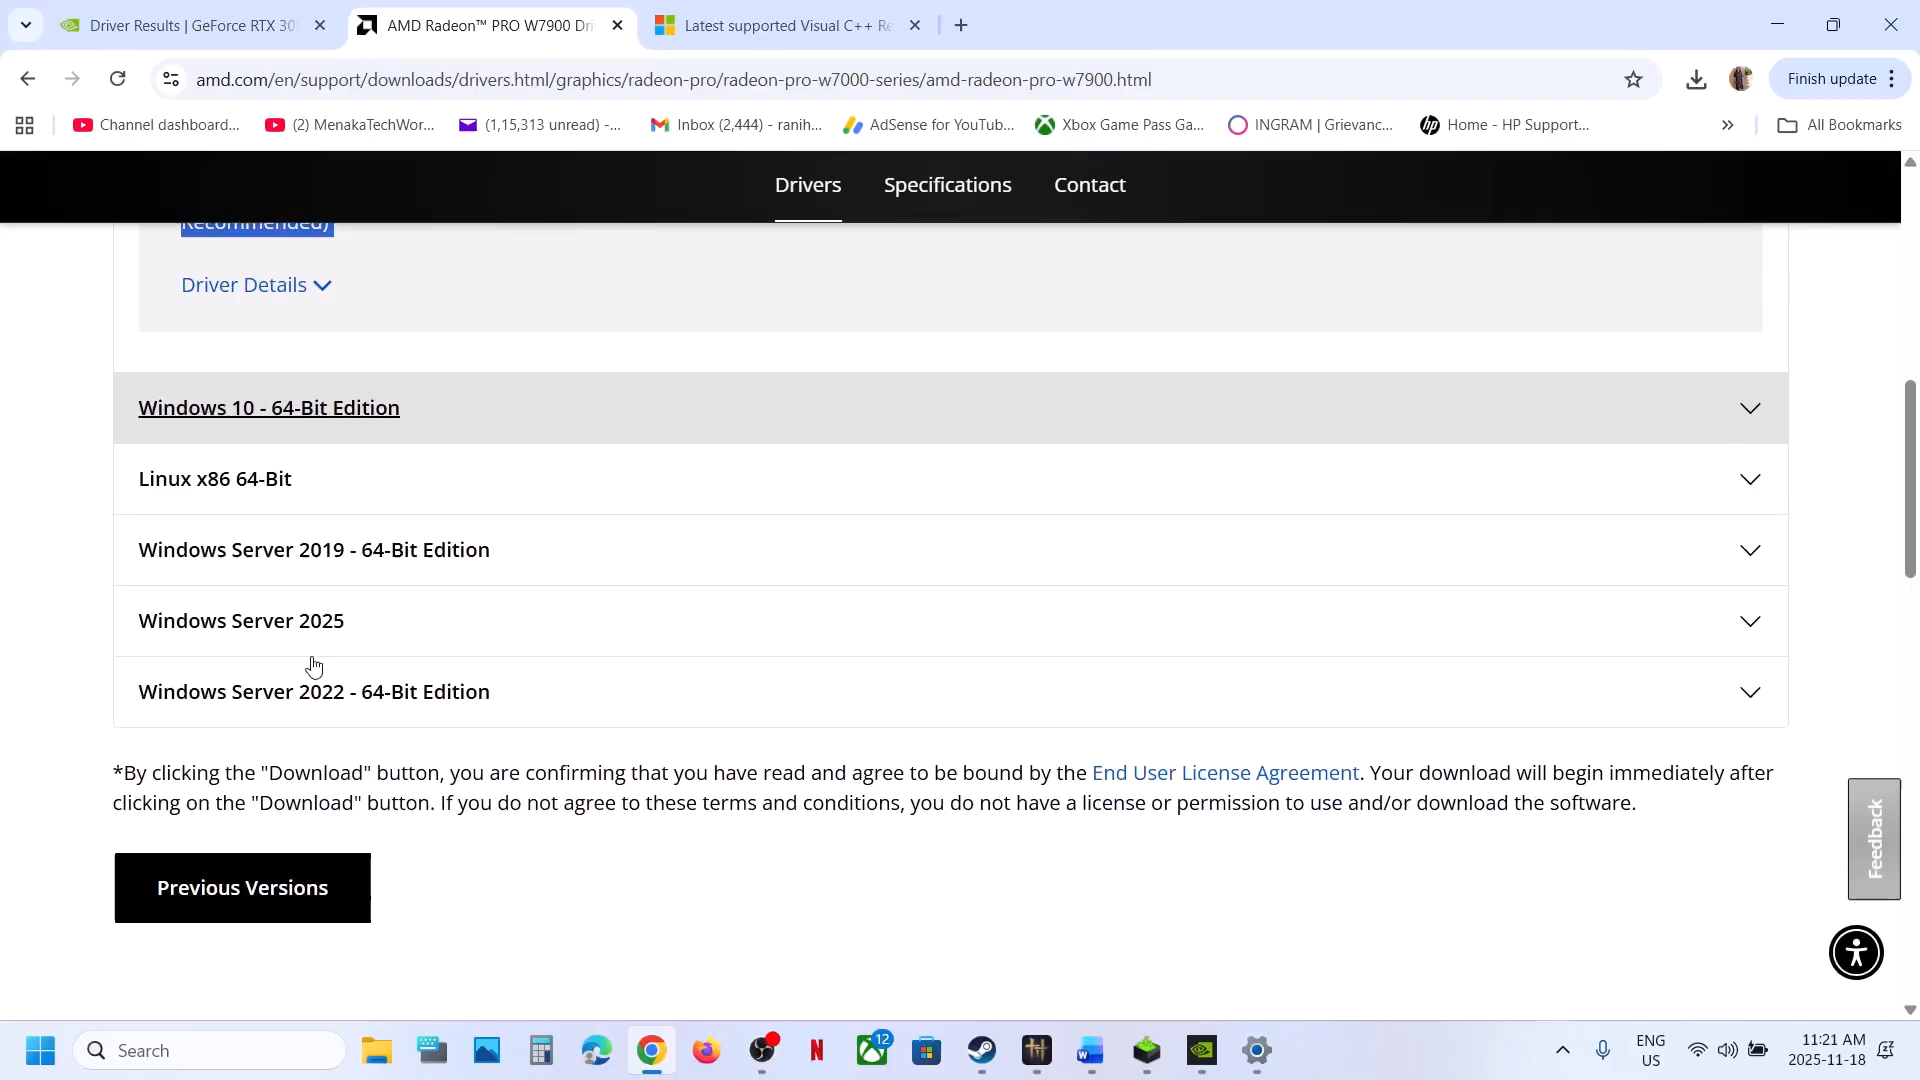 Driver Results | GeForce RTX 30
AMD Radeon™ PRO W7900 Dri
Latest supported Visual C++ Re
amd.com/en/support/downloads/drivers.html/graphics/radeon-pro/radeon-pro-w7000-series/amd-radeon-pro-w7900.html
Finish update
Channel dashboard...
(2) MenakaTechWor...
(1,15,313 unread) -...
Inbox (2,444) - ranih...
AdSense for YouTub...
Xbox Game Pass Ga...
INGRAM | Grievanc...
Home - HP Support...
All Bookmarks
Drivers
Specifications
Contact
Recommended)
Driver Details
Windows 10 - 64-Bit Edition
Linux x86 64-Bit
Windows Server 2019 - 64-Bit Edition
Windows Server 2025
Windows Server 2022 - 64-Bit Edition
*By clicking the "Download" button, you are confirming that you have read and agree to be bound by the End User License Agreement. Your download will begin immediately after
clicking on the "Download" button. If you do not agree to these terms and conditions, you do not have a license or permission to use and/or download the software.
Feedback
Previous Versions
Search
12
ENG
US
11:21 AM
2025-11-18